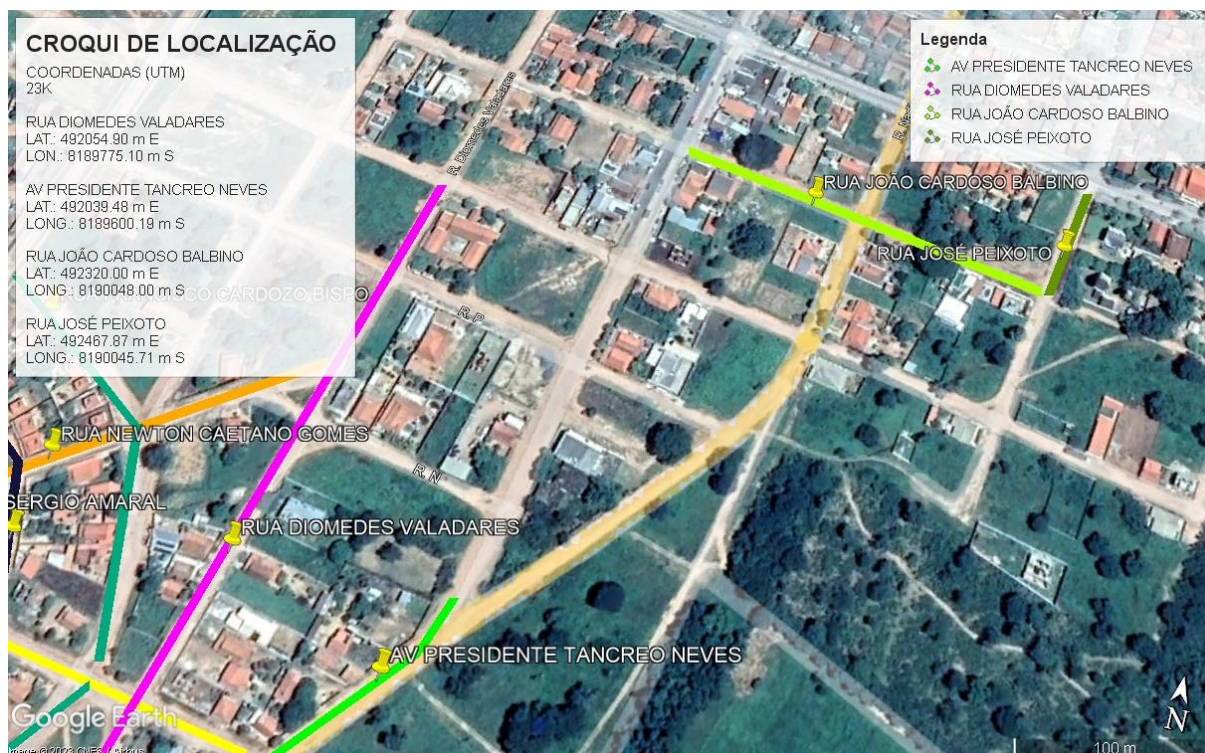 CROQUI DE LOCALIZAÇÃO
COORDENADAS (UTM)
23K
RUA DIOMEDES VALADARES
LAT.: 492054.90 m E
LON.: 8189775.10 m S
AV PRESIDENTE TANCREO NEVES
LAT.: 492039.48 m E
LONG.: 8189600.19 m S
RUA JOÃO CARDOSO BALBINO
LAT.: 492320.00 m E
LONG.: 8190048.00 m S
RUA JOSÉ PEIXOTO
LAT.: 492467.87 m E
LONG.: 8190045.71 m S
Legenda
AV PRESIDENTE TANCREO NEVES
RUA DIOMEDES VALADARES
RUA JOÃO CARDOSO BALBINO
RUA JOSÉ PEIXOTO
R. Diomedes Valadares
RUA JOÃO CARDOSO BALBINO
RUA JOSÉ PEIXOTO
CARDOZO BISPO
R. P
RUA NEWTON CAETANO GOMES
R. N
SERGIO AMARAL
RUA DIOMEDES VALADARES
AV PRESIDENTE TANCREO NEVES
Google Earth
N
100 m